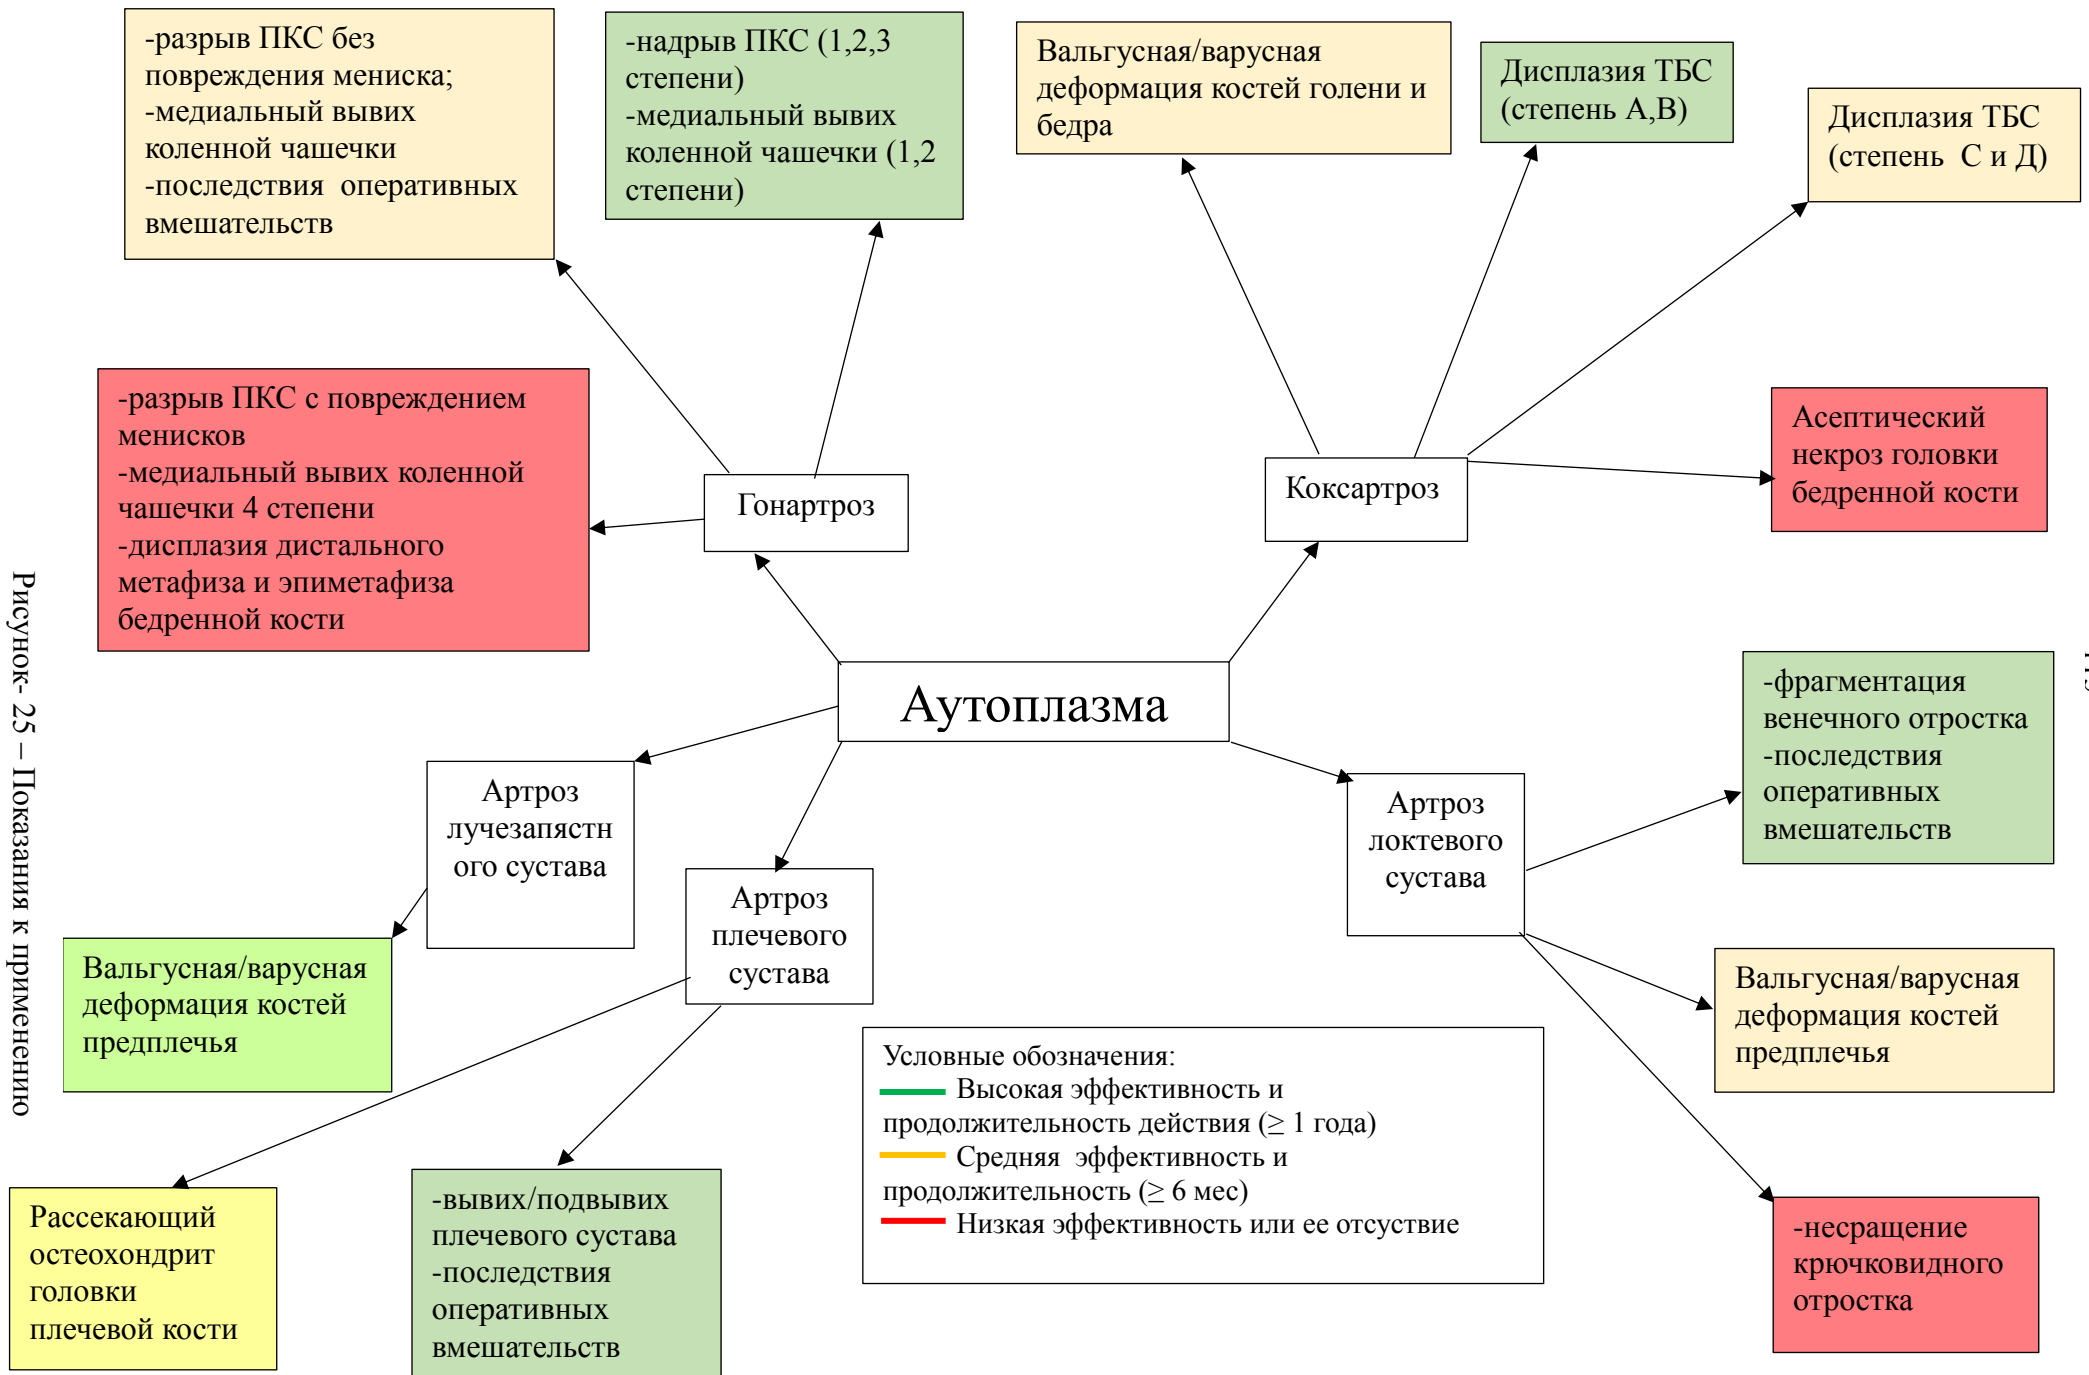 -разрыв ПКС без
повреждения мениска;
-медиальный вывих
коленной чашечки
-последствия оперативных
вмешательств
-надрыв ПКС (1,2,3
степени)
-медиальный вывих
коленной чашечки (1,2
степени)
Вальгусная/варусная
деформация костей голени и
бедра
Дисплазия ТБС
(степень А,В)
Дисплазия ТБС
(степень С и Д)
-разрыв ПКС с повреждением
менисков
-медиальный вывих коленной
чашечки 4 степени
-дисплазия дистального
метафиза и эпиметафиза
бедренной кости
Гонартроз
Коксартроз
Асептический
некроз головки
бедренной кости
Аутоплазма
-фрагментация
венечного отростка
-последствия
оперативных
вмешательств
Артроз
лучезапястн
ого сустава
Артроз
плечевого
сустава
Артроз
локтевого
сустава
Вальгусная/варусная
деформация костей
предплечья
Вальгусная/варусная
деформация костей
предплечья
Условные обозначения:
Высокая эффективность и
продолжительность действия (≥ 1 года)
Средняя эффективность и
продолжительность (≥ 6 мес)
Низкая эффективность или ее отсуствие
Рассекающий
остеохондрит
головки
плечевой кости
-вывих/подвывих
плечевого сустава
-последствия
оперативных
вмешательств
-несращение
крючковидного
отростка
Рисунок- 25 – Показания к применению